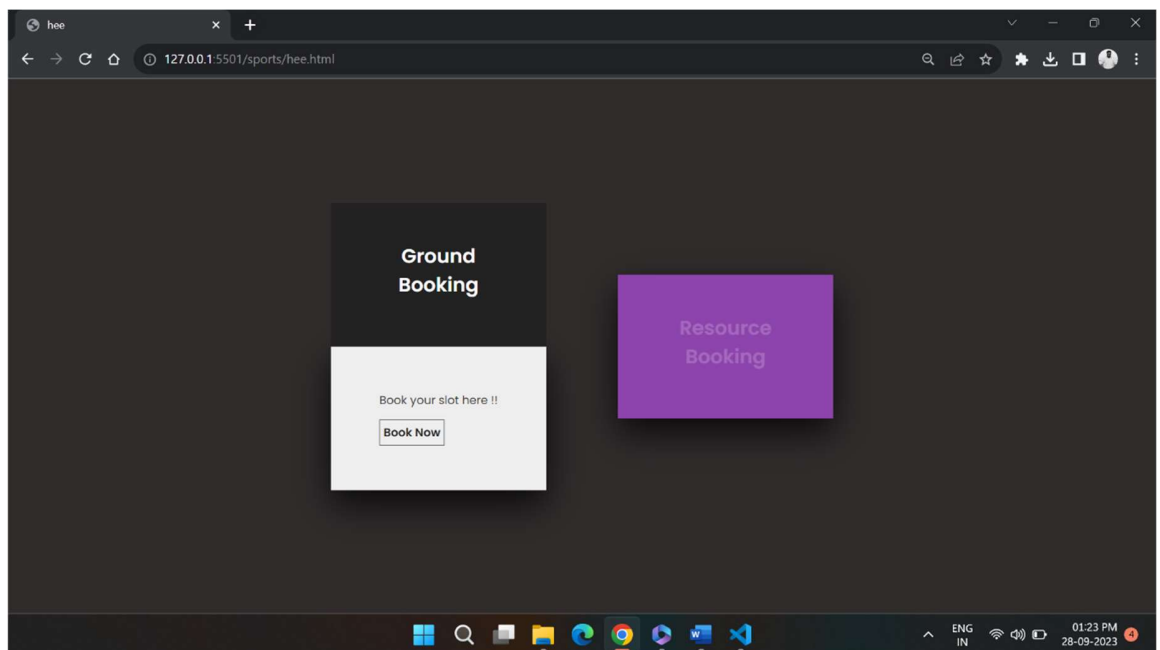 hee
127.0.0.1:5501/sports/hee.html
Ground
Booking
Book your slot here !!
Book Now
Resource
Booking
ENG
IN
01:23 PM
28-09-2023
4